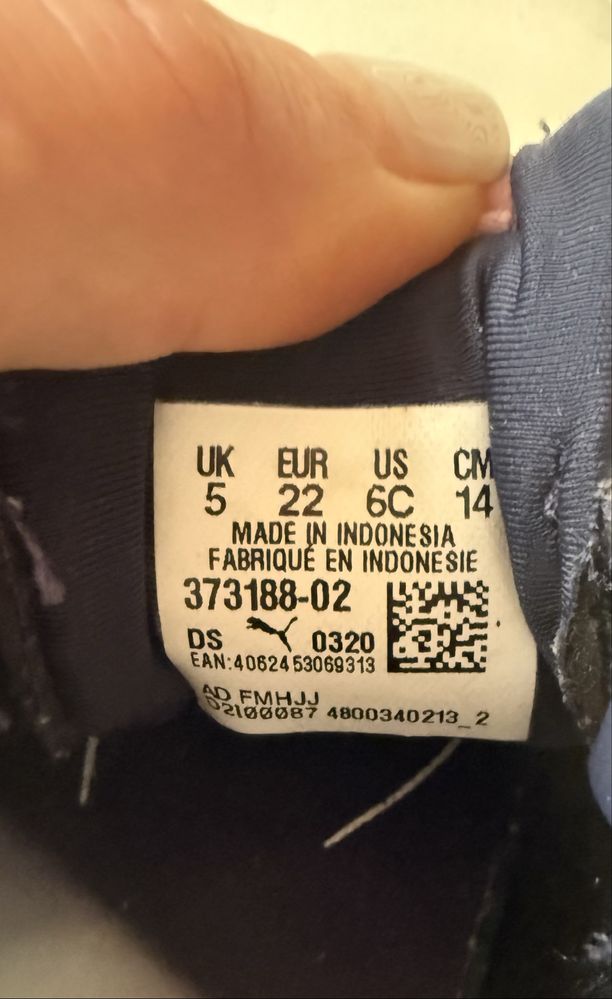 UK EUR US CM
5 22 6C 14
MADE IN INDONESIA
FABRIQUÉ EN INDONESIE
373188-02
DS 0320
EAN:4062453069313
AD FMHJJ
02100087 4800340213_2